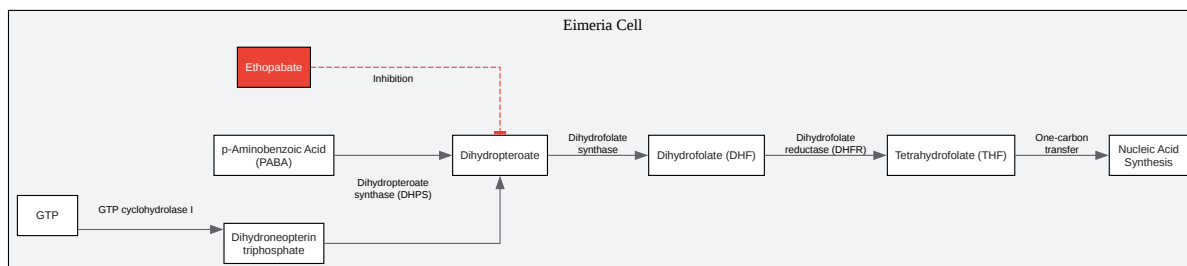 Eimeria Cell
Ethopabate
Inhibition
p-Aminobenzoic Acid
(PABA)
Dihydropteroate
Dihydrofolate
synthase
Dihydrofolate (DHF)
Dihydrofolate
reductase (DHFR)
Tetrahydrofolate (THF)
One-carbon
transfer
Nucleic Acid
Synthesis
Dihydropteroate
synthase (DHPS)
GTP
GTP cyclohydrolase I
Dihydroneopterin
triphosphate